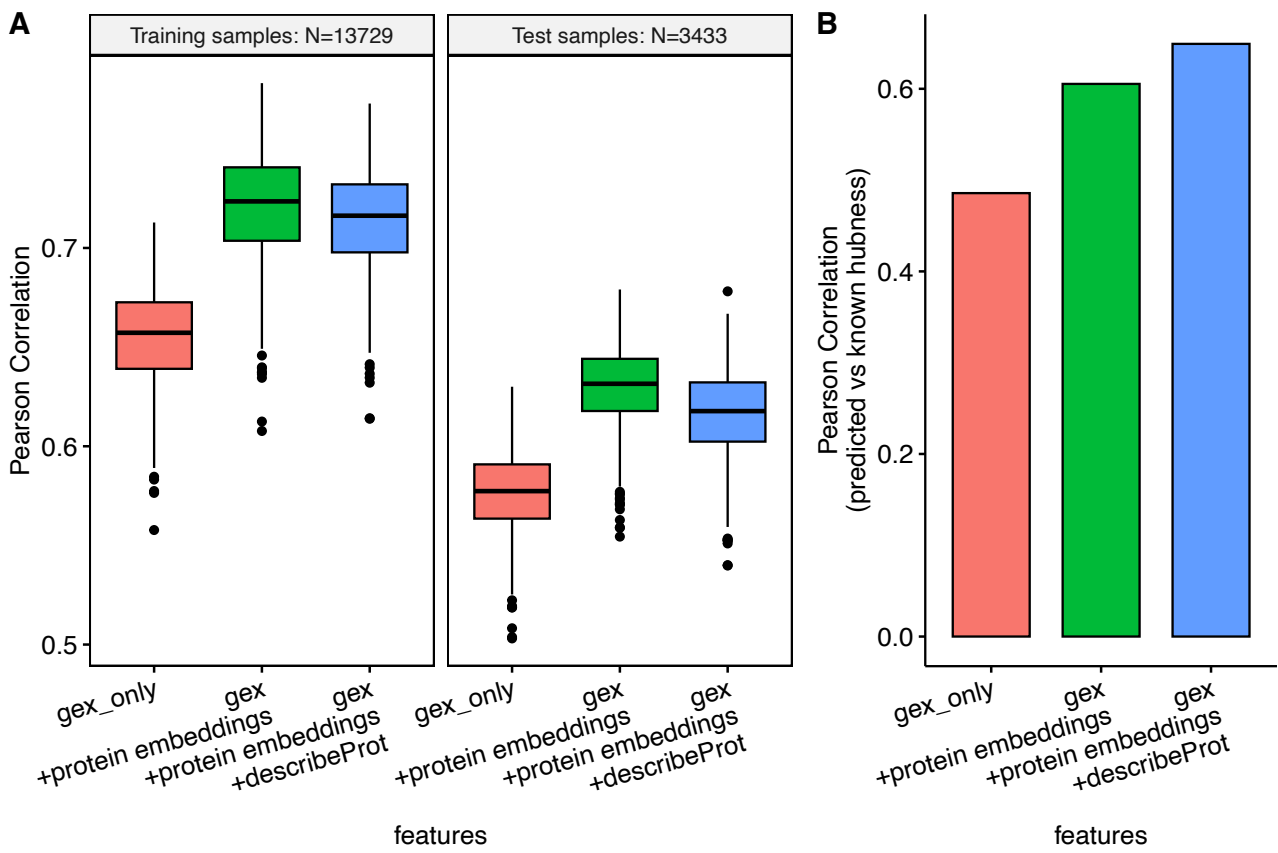 A
Training samples: N=13729
Test samples: N=3433
Pearson Correlation
0.7
0.6
0.5
gex_only
gex
+protein embeddings
gex
+protein embeddings
+describeProt
gex_only
gex
+protein embeddings
gex
+protein embeddings
+describeProt
features
B
Pearson Correlation
(predicted vs known hubness)
0.6
0.4
0.2
0.0
gex_only
gex
+protein embeddings
gex
+protein embeddings
+describeProt
features